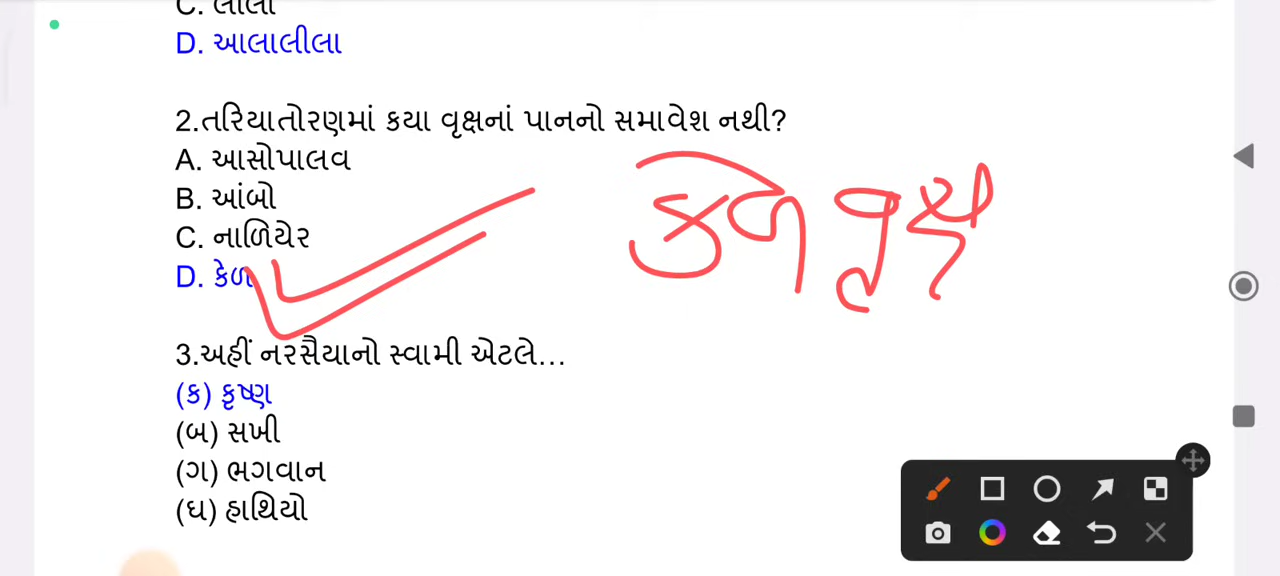 C. લીલા
D. આલાલીલા
2.તરિયાતોરણમાં કયા વૃક્ષનાં પાનનો સમાવેશ નથી?
A. આસોપાલવ
B. આંબો
C. નાળિયેર
D. કેળ
કેળ વૃક્ષ
3.અહીં નરસૈયાનો સ્વામી એટલે...
(ક) કૃષ્ણ
(બ) સખી
(ગ) ભગવાન
(ઘ) હાથિયો